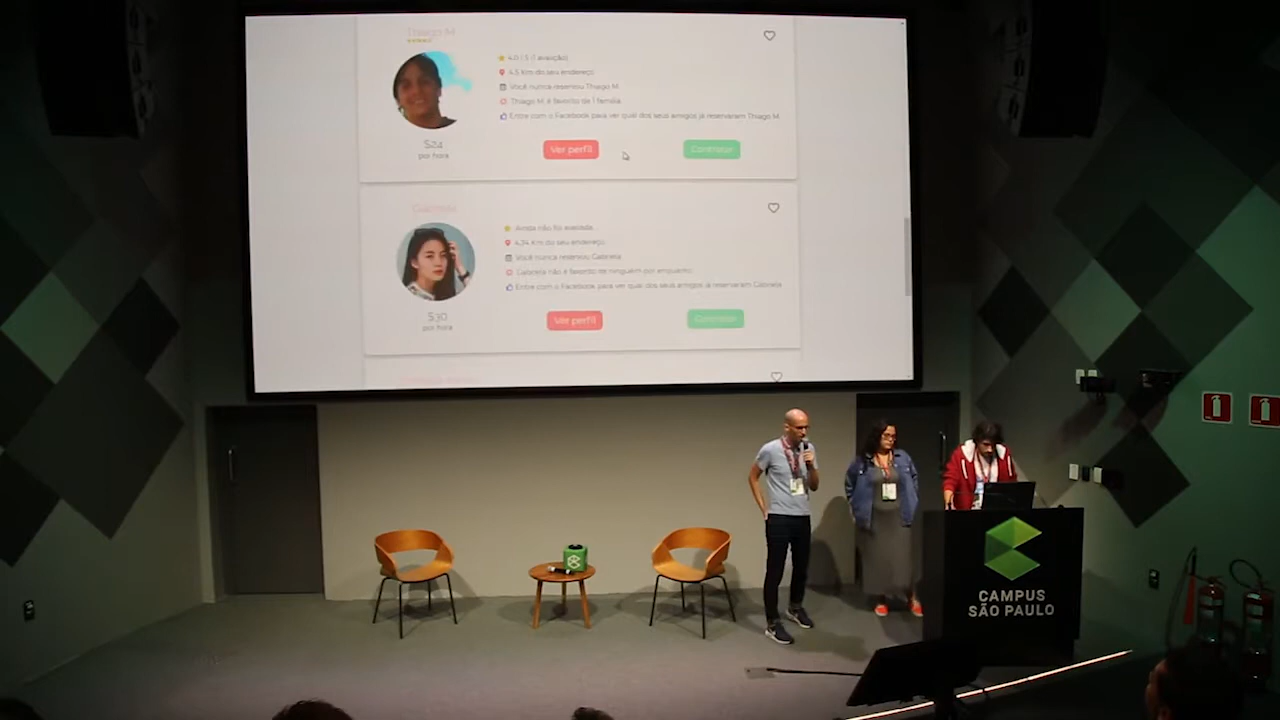 Thiago M.
4.0 | 5 (1 avaliação)
4.5 Km do seu endereço
Você nunca reservou Thiago M.
Thiago M. é favorito de 1 família.
Entre com o Facebook para ver qual dos seus amigos já reservaram Thiago M.
$24
por hora
Ver perfil
Contratar
Gabriela
Ainda não foi avaliada.
4.34 Km do seu endereço
Você nunca reservou Gabriela
Gabriela não é favorito de ninguém por enquanto.
Entre com o Facebook para ver qual dos seus amigos já reservaram Gabriela
$30
por hora
Ver perfil
Contratar
CAMPUS
SÃO PAULO